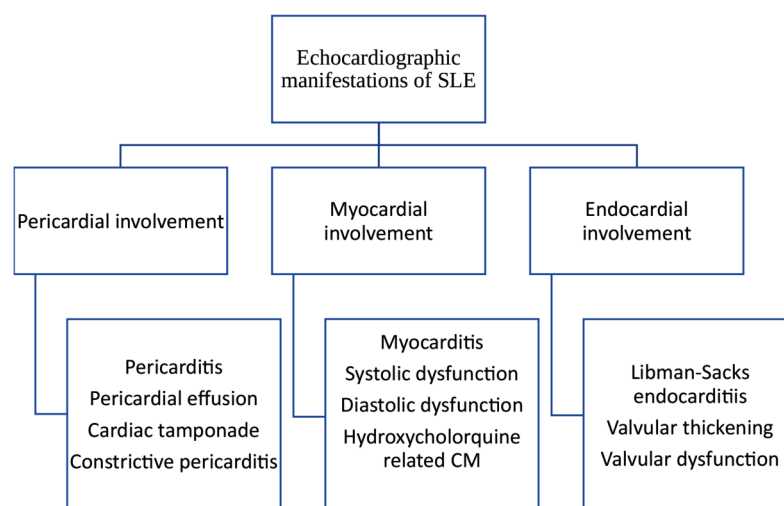 Echocardiographic
manifestations of SLE
Pericardial involvement
Myocardial
involvement
Endocardial
involvement
Pericarditis
Pericardial effusion
Cardiac tamponade
Constrictive pericarditis
Myocarditis
Systolic dysfunction
Diastolic dysfunction
Hydroxycholorquine
related CM
Libman-Sacks
endocarditiis
Valvular thickening
Valvular dysfunction